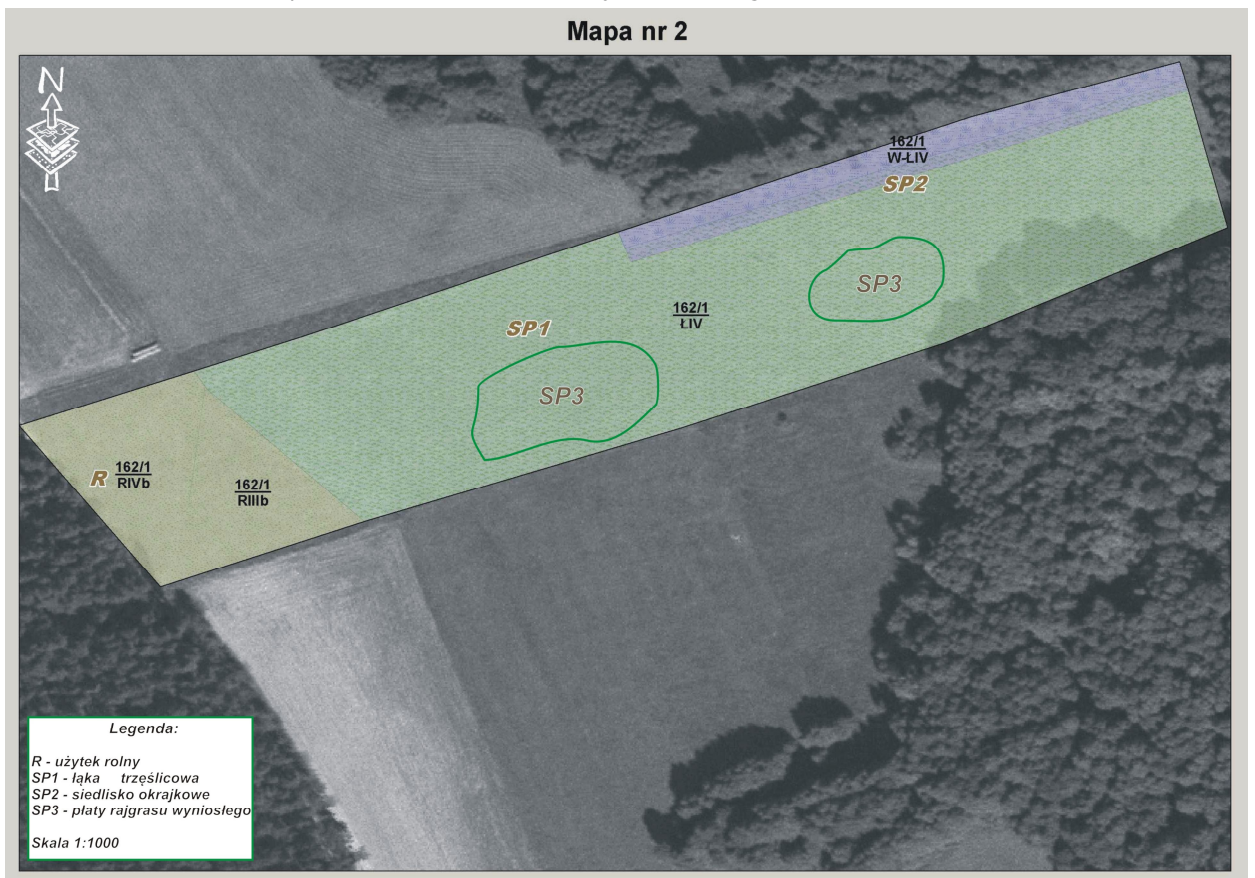 Mapa nr 2
N
162/1
W-ŁIV
SP2
SP3
162/1
ŁIV
SP1
SP3
R
162/1
RIVb
162/1
RIIIb
Legenda:
R - użytek rolny
SP1 - łąka trzęślicowa
SP2 - siedlisko okrajkowe
SP3 - płaty rajgrasu wyniosłego
Skala 1:1000